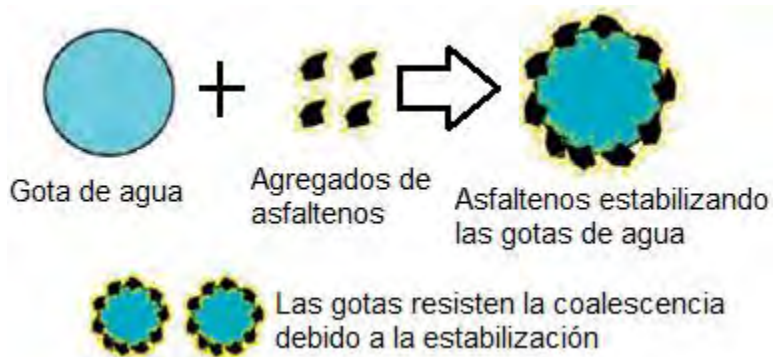 Gota de agua
Agregados de
asfaltenos
Asfaltenos estabilizando
las gotas de agua
Las gotas resisten la coalescencia
debido a la estabilización